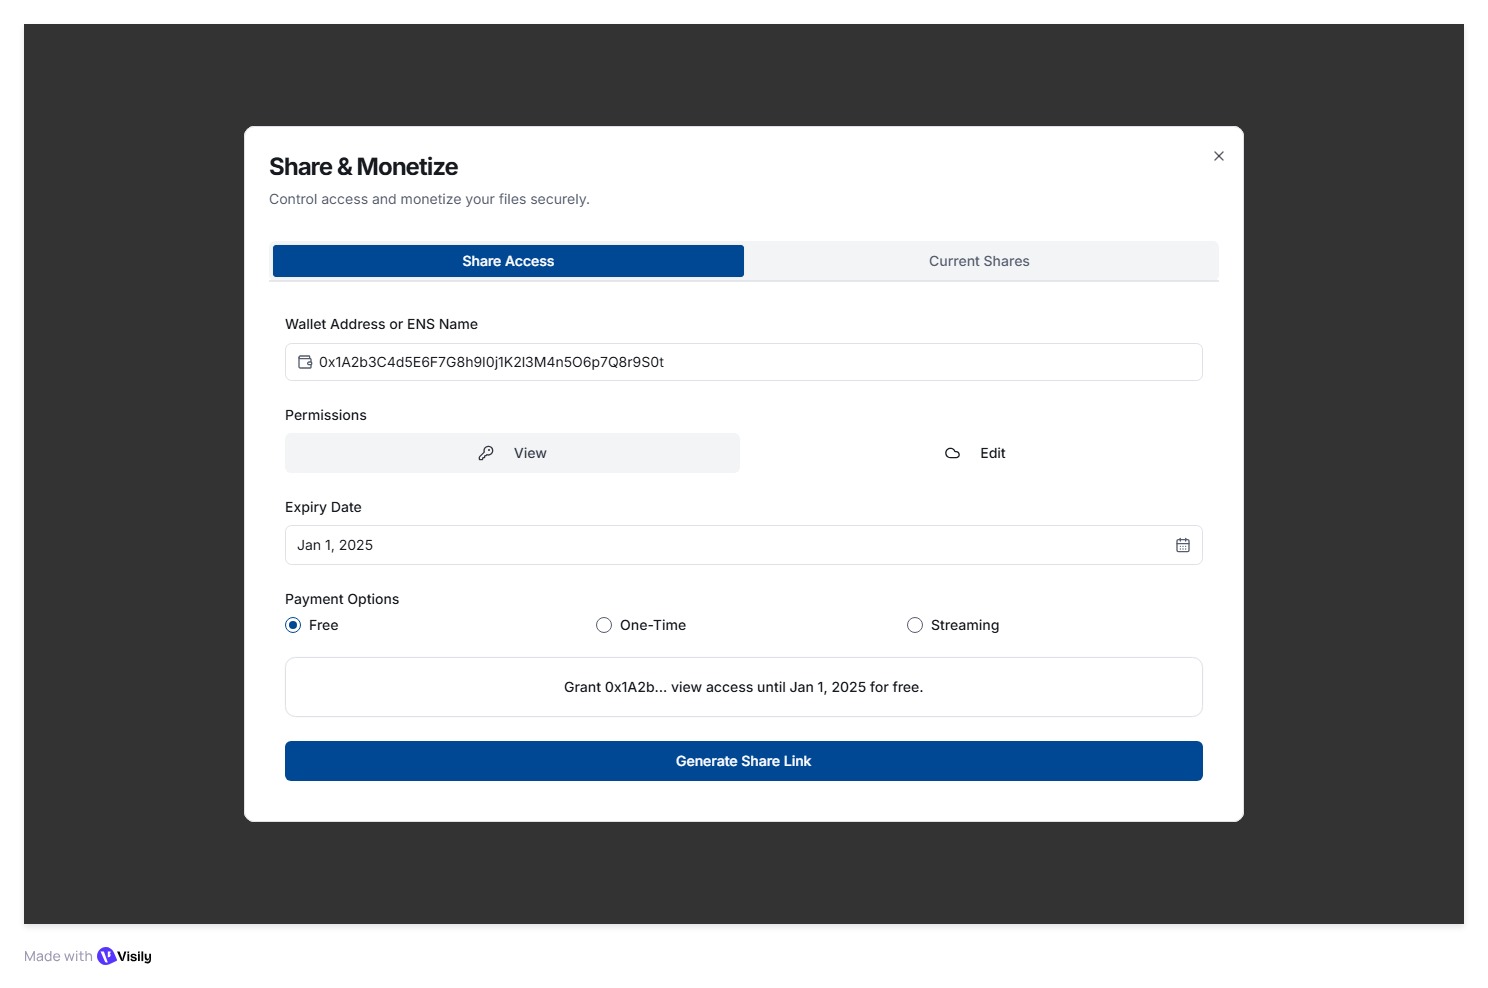 Share & Monetize
Control access and monetize your files securely.
Share Access
Current Shares
Wallet Address or ENS Name
0x1A2b3C4d5E6F7G8h9I0j1K2l3M4n5O6p7Q8r9S0t
Permissions
View
Edit
Expiry Date
Jan 1, 2025
Payment Options
Free
One-Time
Streaming
Grant 0x1A2b... view access until Jan 1, 2025 for free.
Generate Share Link
Made with Visily